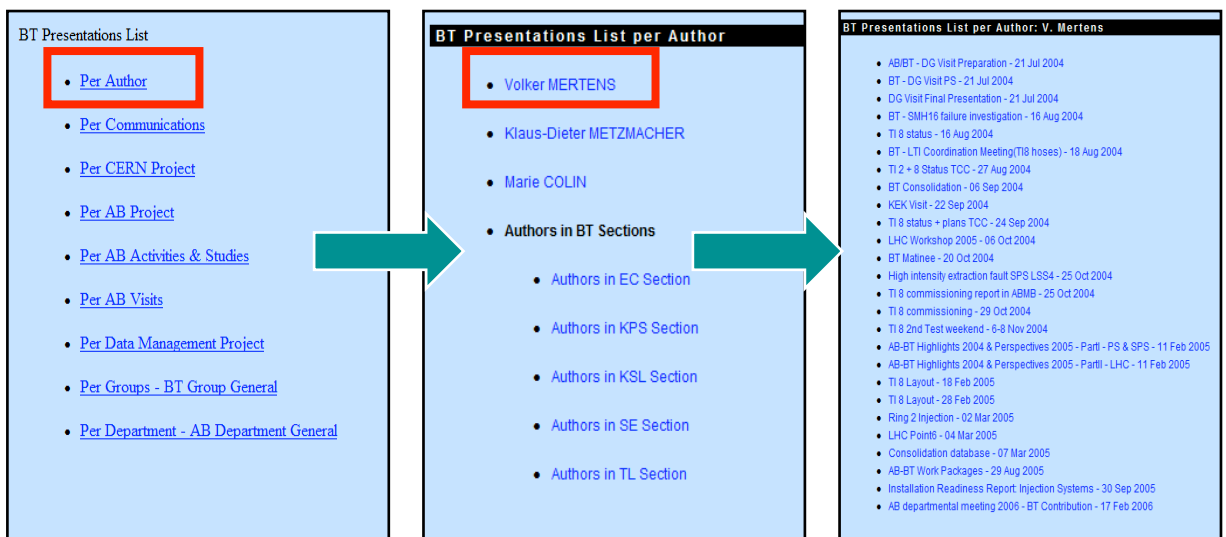 BT Presentations List
Per Author
Per Communications
Per CERN Project
Per AB Project
Per AB Activities & Studies
Per AB Visits
Per Data Management Project
Per Groups - BT Group General
Per Department - AB Department General
BT Presentations List per Author
Volker MERTENS
Klaus-Dieter METZMACHER
Marie COLIN
Authors in BT Sections
Authors in EC Section
Authors in KPS Section
Authors in KSL Section
Authors in SE Section
Authors in TL Section
BT Presentations List per Author: V. Mertens
AB/BT - DG Visit Preparation - 21 Jul 2004
BT - DG Visit PS - 21 Jul 2004
DG Visit Final Presentation - 21 Jul 2004
BT - SMH16 failure investigation - 16 Aug 2004
TI 8 status - 16 Aug 2004
BT - LTI Coordination Meeting(TI8 hoses) - 18 Aug 2004
TI 2 + 8 Status TCC - 27 Aug 2004
BT Consolidation - 06 Sep 2004
KEK Visit - 22 Sep 2004
TI 8 status + plans TCC - 24 Sep 2004
LHC Workshop 2005 - 06 Oct 2004
BT Matinee - 20 Oct 2004
High intensity extraction fault SPS LSS4 - 25 Oct 2004
TI 8 commissioning report in ABMB - 25 Oct 2004
TI 8 commissioning - 29 Oct 2004
TI 8 2nd Test weekend - 6-8 Nov 2004
AB-BT Highlights 2004 & Perspectives 2005 - PartI - PS & SPS - 11 Feb 2005
AB-BT Highlights 2004 & Perspectives 2005 - PartII - LHC - 11 Feb 2005
TI 8 Layout - 18 Feb 2005
TI 8 Layout - 28 Feb 2005
Ring 2 Injection - 02 Mar 2005
LHC Point6 - 04 Mar 2005
Consolidation database - 07 Mar 2005
AB-BT Work Packages - 29 Aug 2005
Installation Readiness Report: Injection Systems - 30 Sep 2005
AB departmental meeting 2006 - BT Contribution - 17 Feb 2006